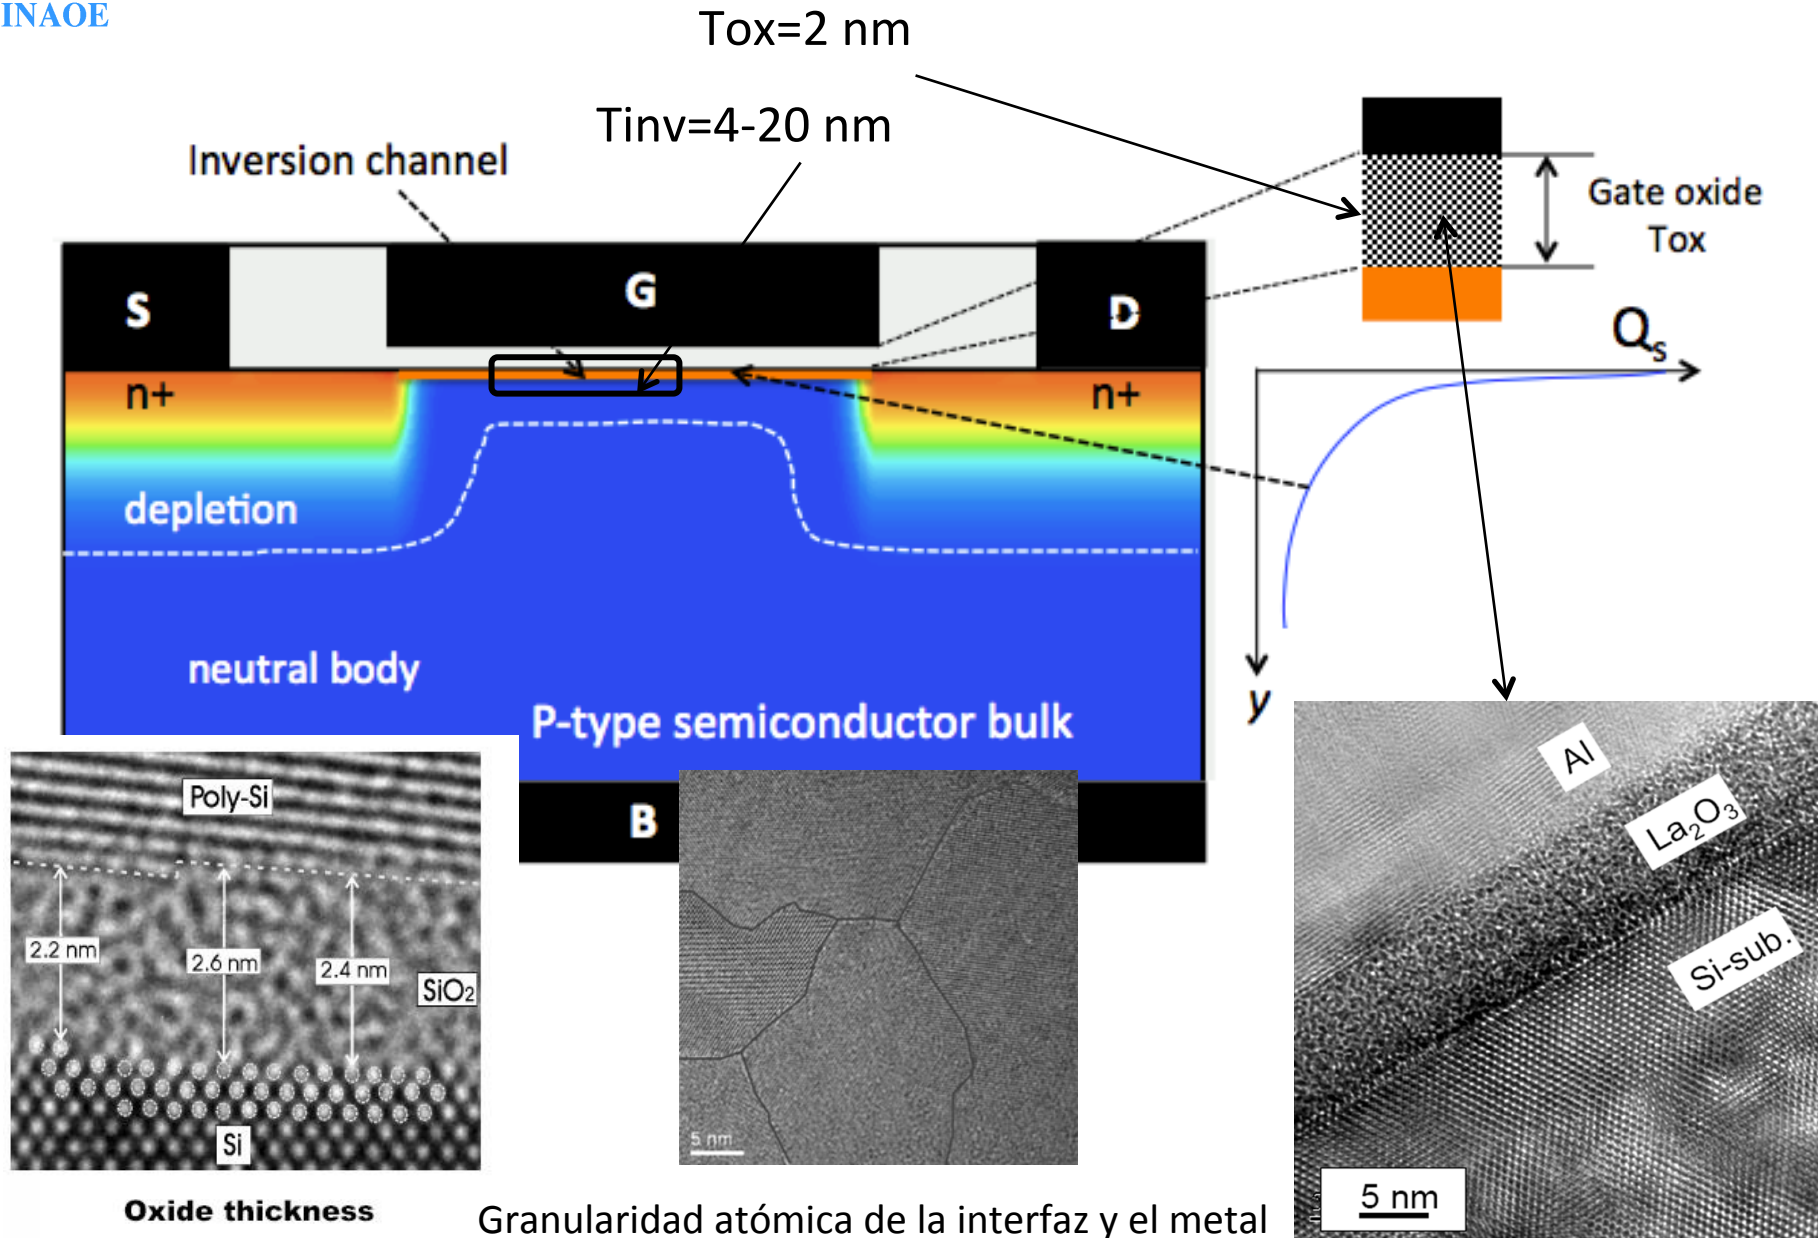 INAOE
Tox=2 nm
Tinv=4-20 nm
Inversion channel
Gate oxide
Tox
S
G
D
Qs
n+
n+
depletion
neutral body
P-type semiconductor bulk
y
B
Poly-Si
2.2 nm
2.6 nm
2.4 nm
SiO2
Si
Oxide thickness
5 nm
Granularidad atómica de la interfaz y el metal
Al
La2O3
Si-sub.
5 nm